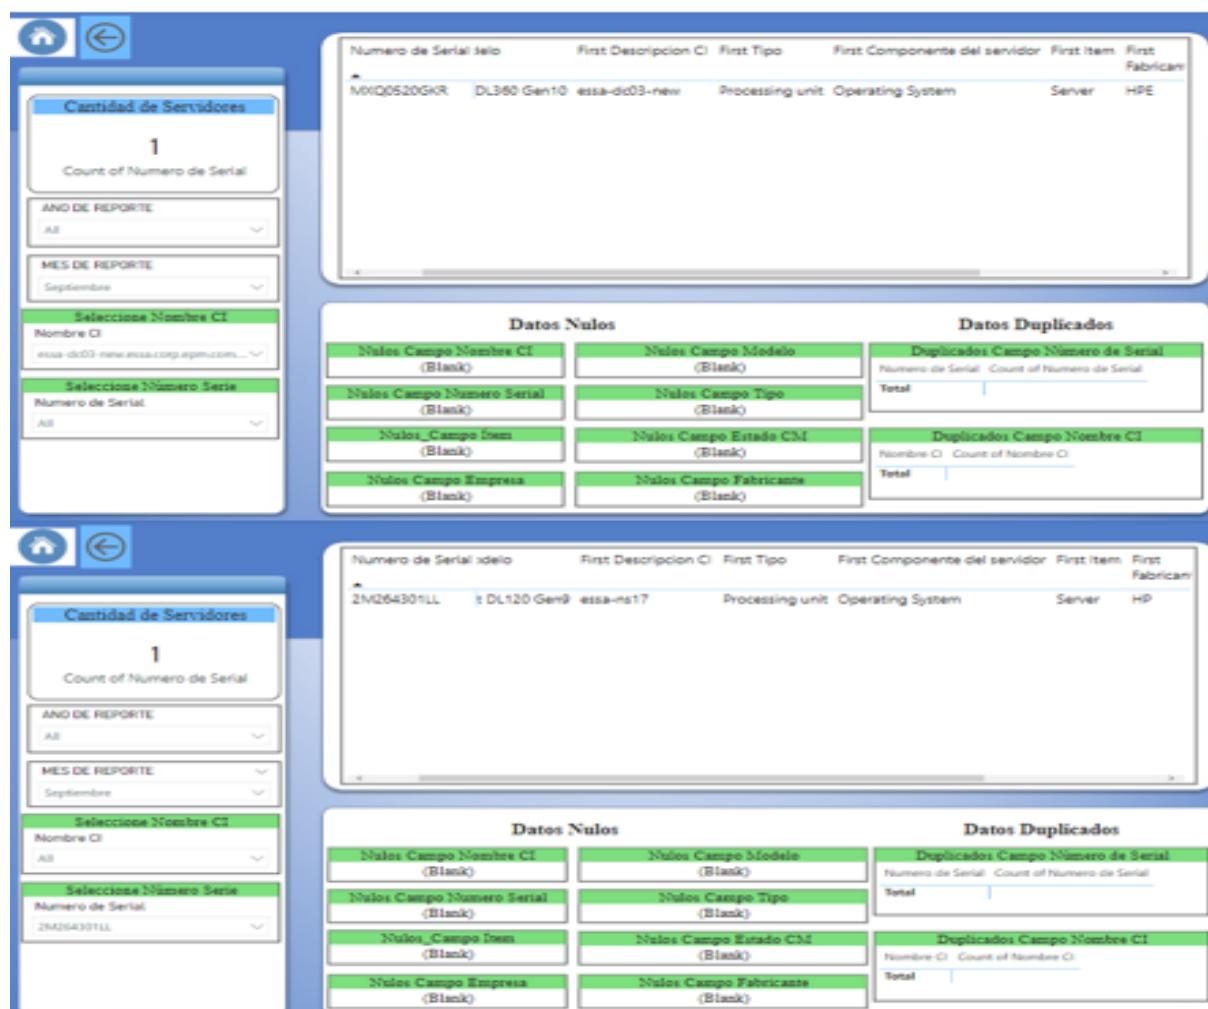 Numero de Serial delo First Descripcion CI First Tipo First Componente del servidor First Item First Fabrican
MXQ0520GKR DL360 Gen10 essa-dc03-new Processing unit Operating System Server HPE
Cantidad de Servidores
1
Count of Numero de Serial
ANO DE REPORTE
All
MES DE REPORTE
Septiembre
Seleccione Nombre CI
Nombre CI
essa-dc03-new.essa.corp.epm.com...
Seleccione Número Serie
Numero de Serial
All
Datos Nulos
Nulos Campo Nombre CI
(Blank)
Nulos Campo Modelo
(Blank)
Nulos Campo Numero Serial
(Blank)
Nulos Campo Tipo
(Blank)
Nulos_Campo Item
(Blank)
Nulos Campo Estado CM
(Blank)
Nulos Campo Empresa
(Blank)
Nulos Campo Fabricante
(Blank)
Datos Duplicados
Duplicados Campo Número de Serial
Numero de Serial Count of Numero de Serial
Total
Duplicados Campo Nombre CI
Nombre CI Count of Nombre CI
Total
Numero de Serial odelo First Descripcion CI First Tipo First Componente del servidor First Item First Fabrican
2M264301LL t DL120 Gen9 essa-ns17 Processing unit Operating System Server HP
Cantidad de Servidores
1
Count of Numero de Serial
ANO DE REPORTE
All
MES DE REPORTE
Septiembre
Seleccione Nombre CI
Nombre CI
All
Seleccione Número Serie
Numero de Serial
2M264301LL
Datos Nulos
Nulos Campo Nombre CI
(Blank)
Nulos Campo Modelo
(Blank)
Nulos Campo Numero Serial
(Blank)
Nulos Campo Tipo
(Blank)
Nulos_Campo Item
(Blank)
Nulos Campo Estado CM
(Blank)
Nulos Campo Empresa
(Blank)
Nulos Campo Fabricante
(Blank)
Datos Duplicados
Duplicados Campo Número de Serial
Numero de Serial Count of Numero de Serial
Total
Duplicados Campo Nombre CI
Nombre CI Count of Nombre CI
Total